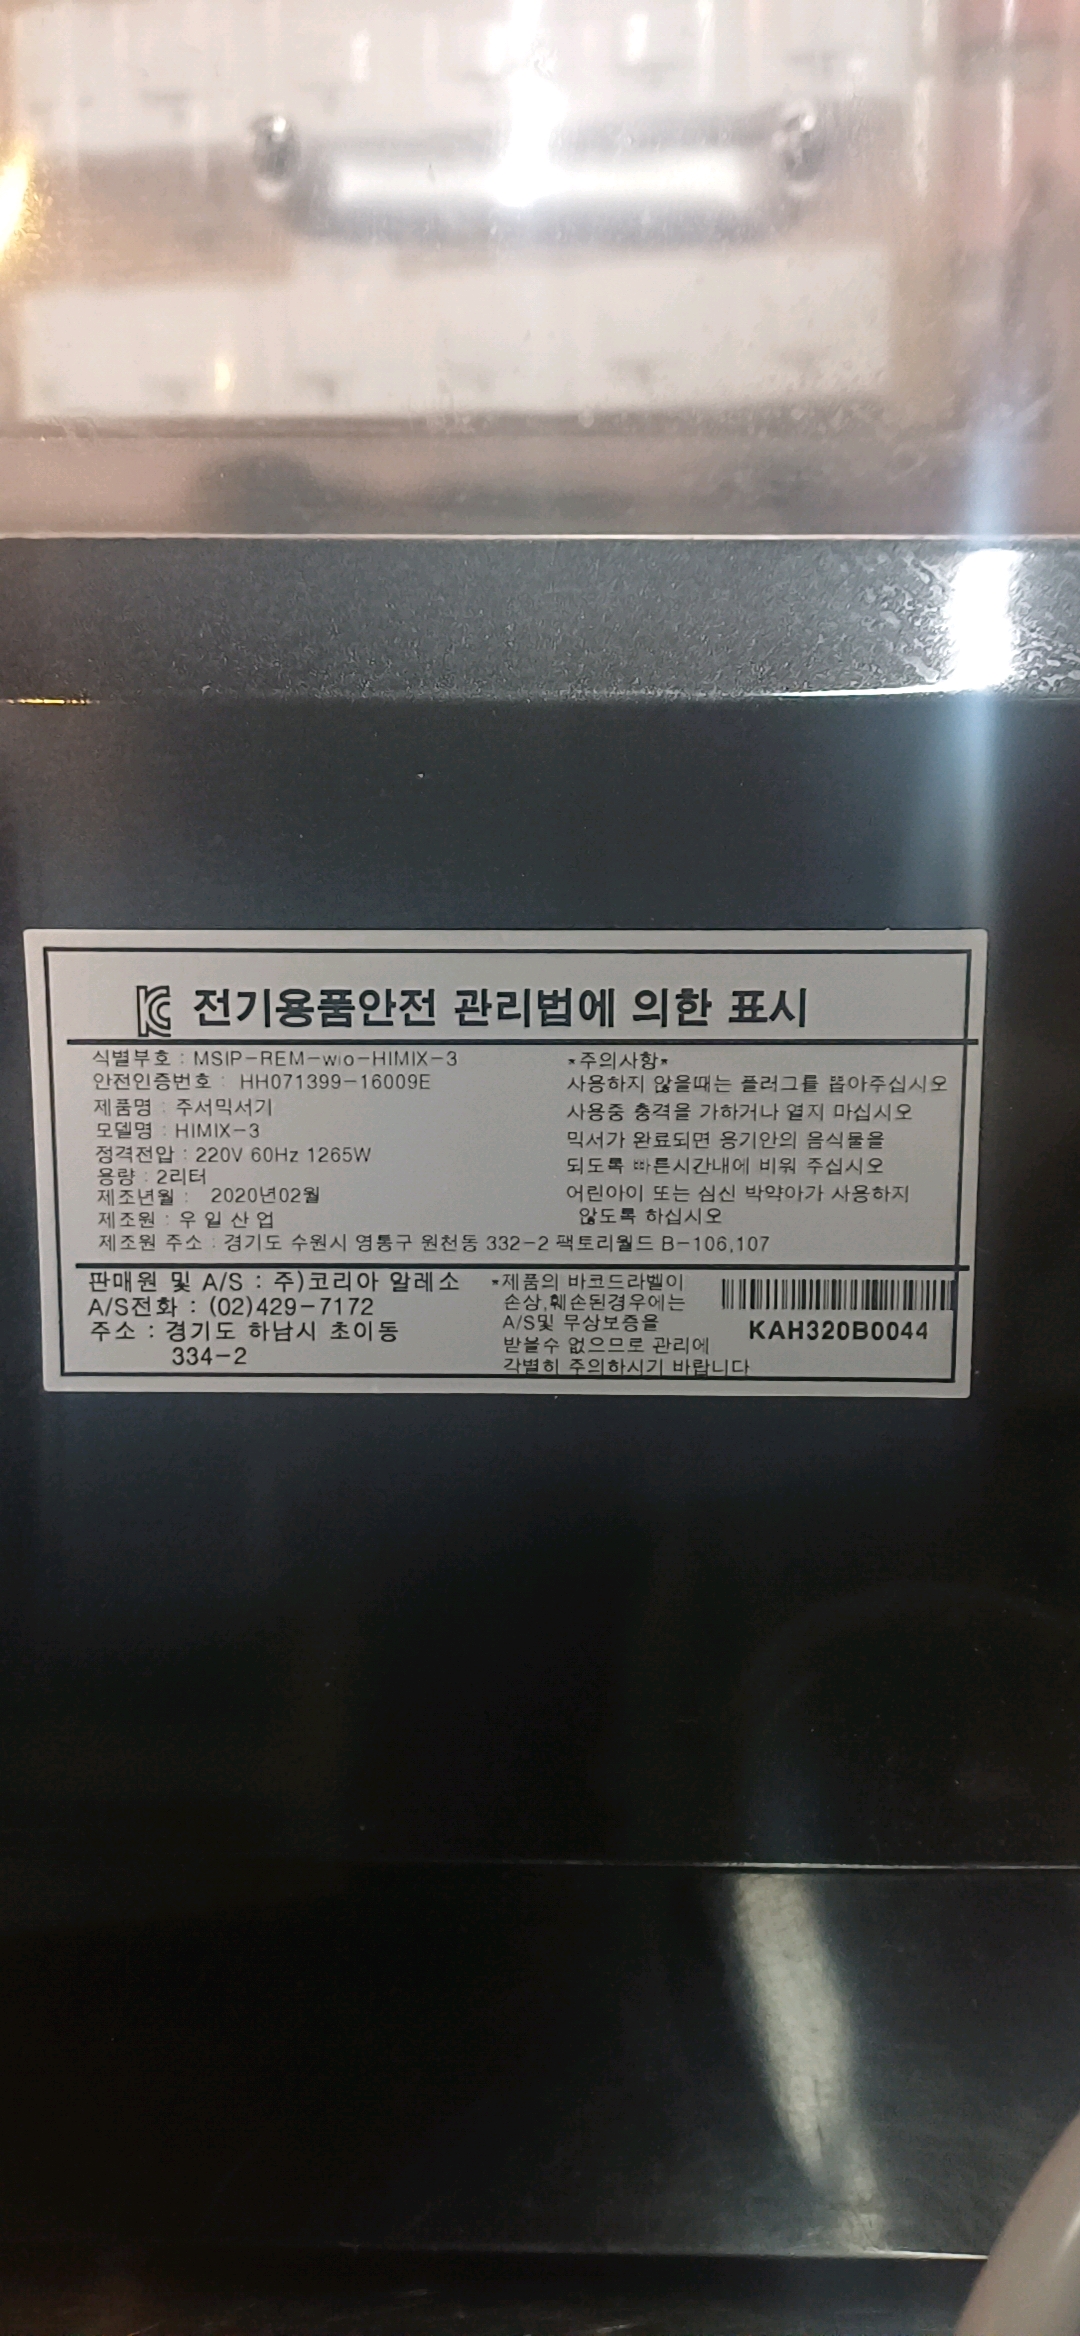 전기용품안전 관리법에 의한 표시
식별부호 : MSIP-REM-wio-HIMIX-3
안전인증번호 : HH071399-16009E
제품명 : 주서믹서기
모델명 : HIMIX-3
정격전압 : 220V 60Hz 1265W
용량 : 2리터
제조년월 : 2020년02월
제조원 : 우 일 산 업
제조원 주소 : 경기도 수원시 영통구 원천동 332-2 팩토리월드 B-106,107
*주의사항*
사용하지 않을때는 플러그를 뽑아주십시오
사용중 충격을 가하거나 열지 마십시오
믹서가 완료되면 용기안의 음식물을
되도록 빠른시간내에 비워 주십시오
어린아이 또는 심신 박약아가 사용하지
않도록 하십시오
판매원 및 A/S : 주)코리아 알레소
A/S전화 : (02)429-7172
주소 : 경기도 하남시 초이동
334-2
*제품의 바코드라벨이
손상,훼손된경우에는
A/S및 무상보증을
받을수 없으므로 관리에
각별히 주의하시기 바랍니다
KAH320B0044